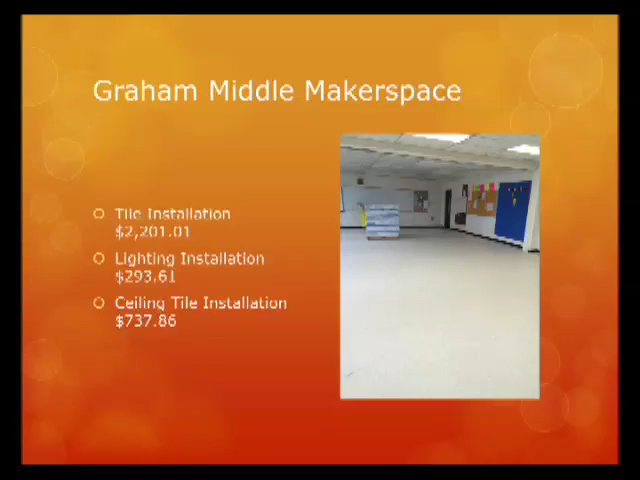 Graham Middle Makerspace
Tile Installation
$2,201.01
Lighting Installation
$293.61
Ceiling Tile Installation
$737.86